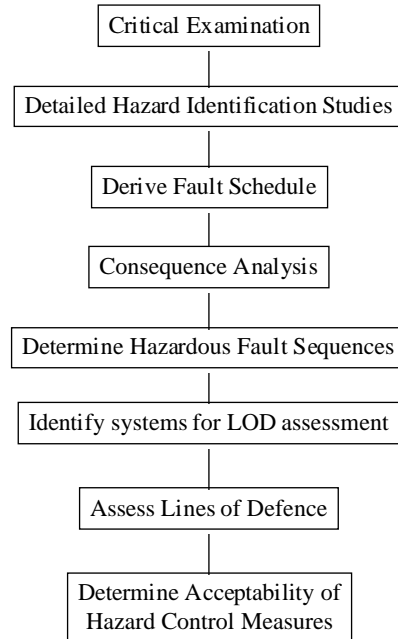 Critical Examination
Detailed Hazard Identification Studies
Derive Fault Schedule
Consequence Analysis
Determine Hazardous Fault Sequences
Identify systems for LOD assessment
Assess Lines of Defence
Determine Acceptability of
Hazard Control Measures